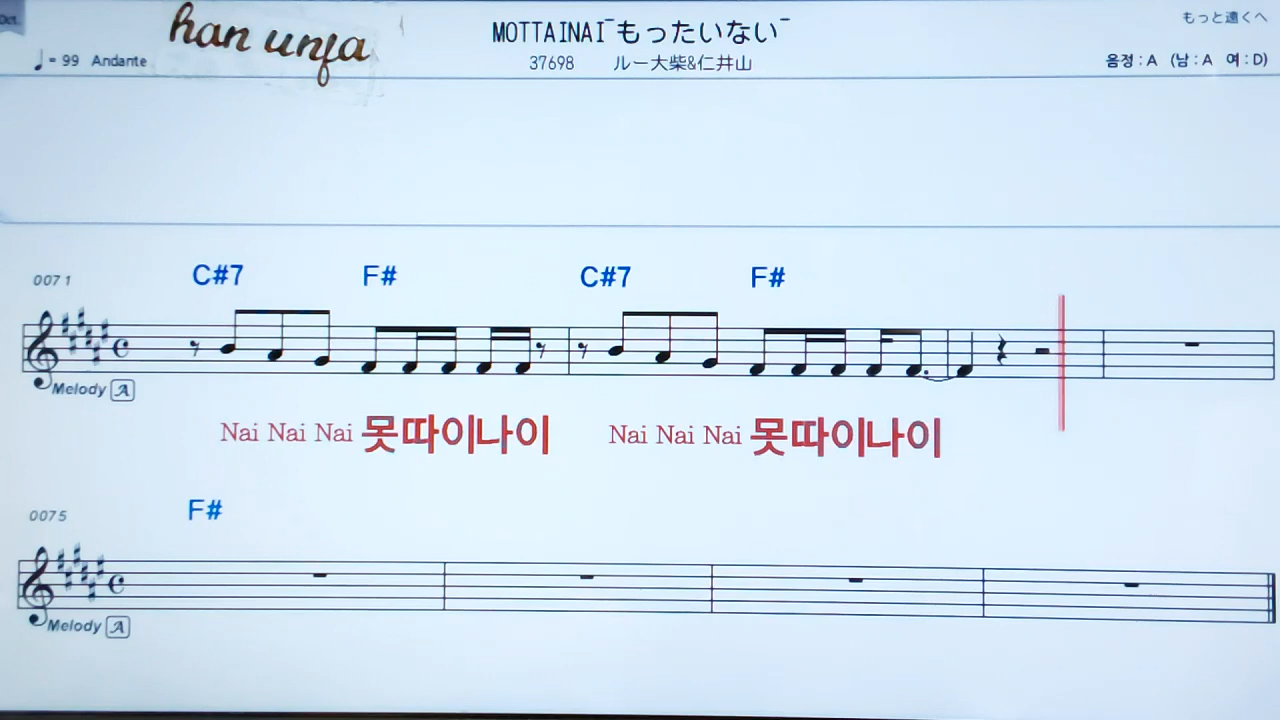 Oct.
han unfa
MOTTAINAI~もったいない~
もっと遠くへ
♩= 99 Andante
37698 ルー大柴&仁井山
음정 : A (남 : A 여 : D)
0071
C#7 F# C#7 F#
Melody A
Nai Nai Nai 못따이나이 Nai Nai Nai 못따이나이
0075
F#
Melody A